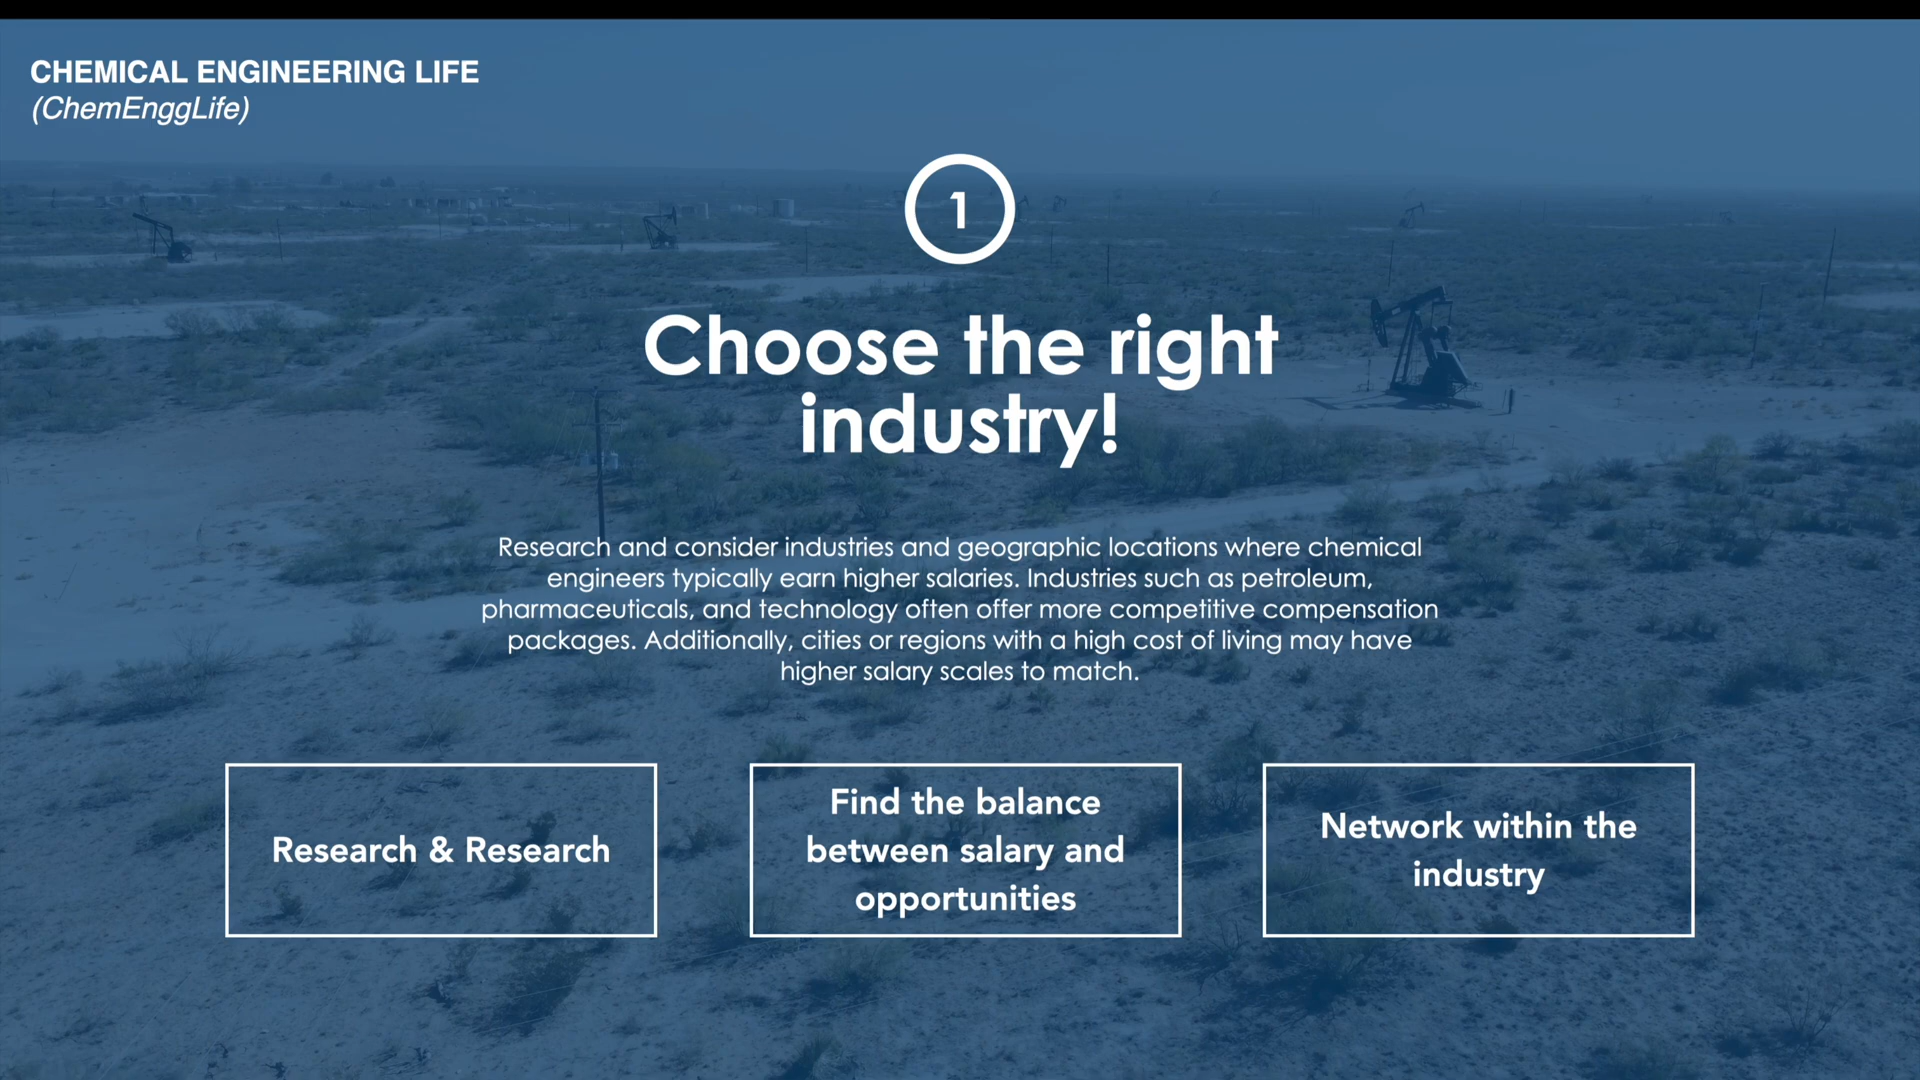 CHEMICAL ENGINEERING LIFE
(ChemEnggLife)
1
Choose the right
industry!
Research and consider industries and geographic locations where chemical
engineers typically earn higher salaries. Industries such as petroleum,
pharmaceuticals, and technology often offer more competitive compensation
packages. Additionally, cities or regions with a high cost of living may have
higher salary scales to match.
Research & Research
Find the balance
between salary and
opportunities
Network within the
industry